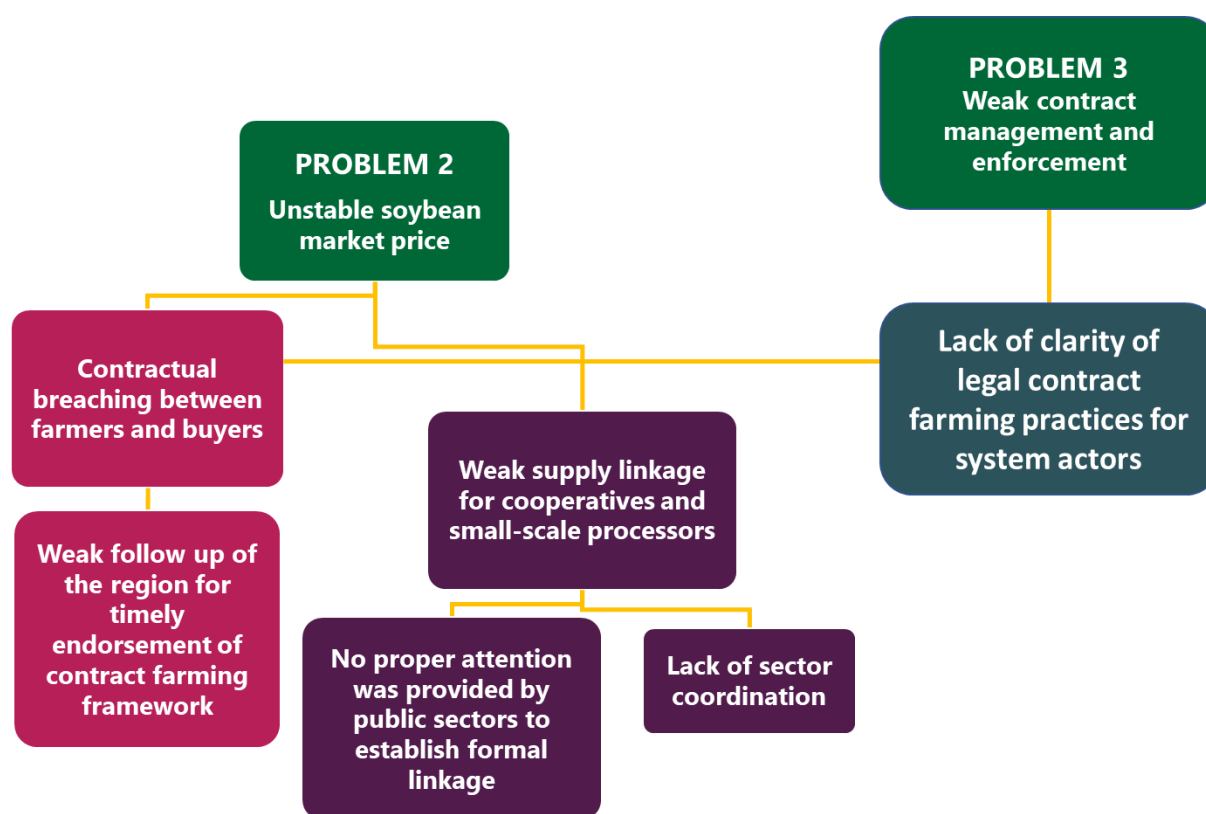 PROBLEM 3
Weak contract
management and
enforcement
PROBLEM 2
Unstable soybean
market price
Contractual
breaching between
farmers and buyers
Lack of clarity of
legal contract
farming practices for
system actors
Weak supply linkage
for cooperatives and
small-scale processors
Weak follow up of
the region for
timely
endorsement of
contract farming
framework
No proper attention
was provided by
public sectors to
establish formal
linkage
Lack of sector
coordination